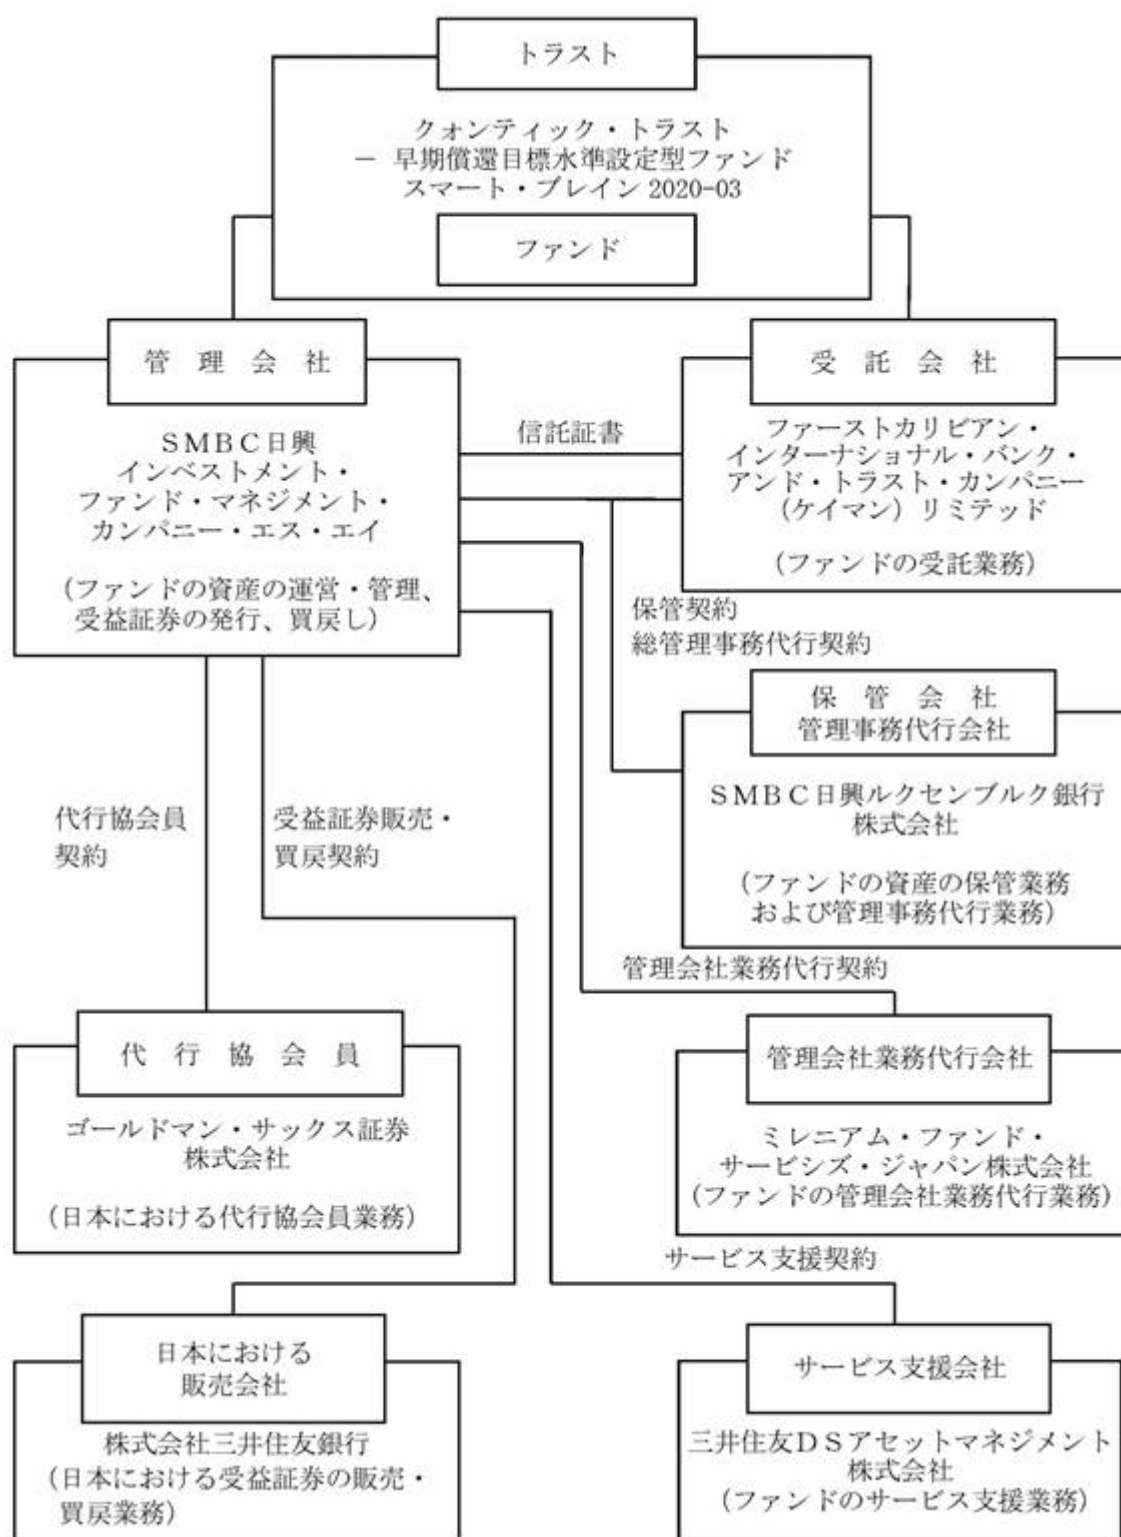 トラスト
クォンティック・トラスト
－ 早期償還目標水準設定型ファンド
スマート・ブレイン 2020-03
ファンド
管　理　会　社
ＳＭＢＣ日興
インベストメント・
ファンド・マネジメント・
カンパニー・エス・エイ
（ファンドの資産の運営・管理、
受益証券の発行、買戻し）
信託証書
受　託　会　社
ファーストカリビアン・
インターナショナル・バンク・
アンド・トラスト・カンパニー
（ケイマン）リミテッド
（ファンドの受託業務）
保管契約
総管理事務代行契約
保　管　会　社
管理事務代行会社
ＳＭＢＣ日興ルクセンブルク銀行
株式会社
（ファンドの資産の保管業務
および管理事務代行業務）
代行協会員
契約
受益証券販売・
買戻契約
管理会社業務代行契約
代　行　協　会　員
ゴールドマン・サックス証券
株式会社
（日本における代行協会員業務）
管理会社業務代行会社
ミレニアム・ファンド・
サービシズ・ジャパン株式会社
（ファンドの管理会社業務代行業務）
サービス支援契約
日本における
販売会社
株式会社三井住友銀行
（日本における受益証券の販売・
買戻業務）
サービス支援会社
三井住友ＤＳアセットマネジメント
株式会社
（ファンドのサービス支援業務）